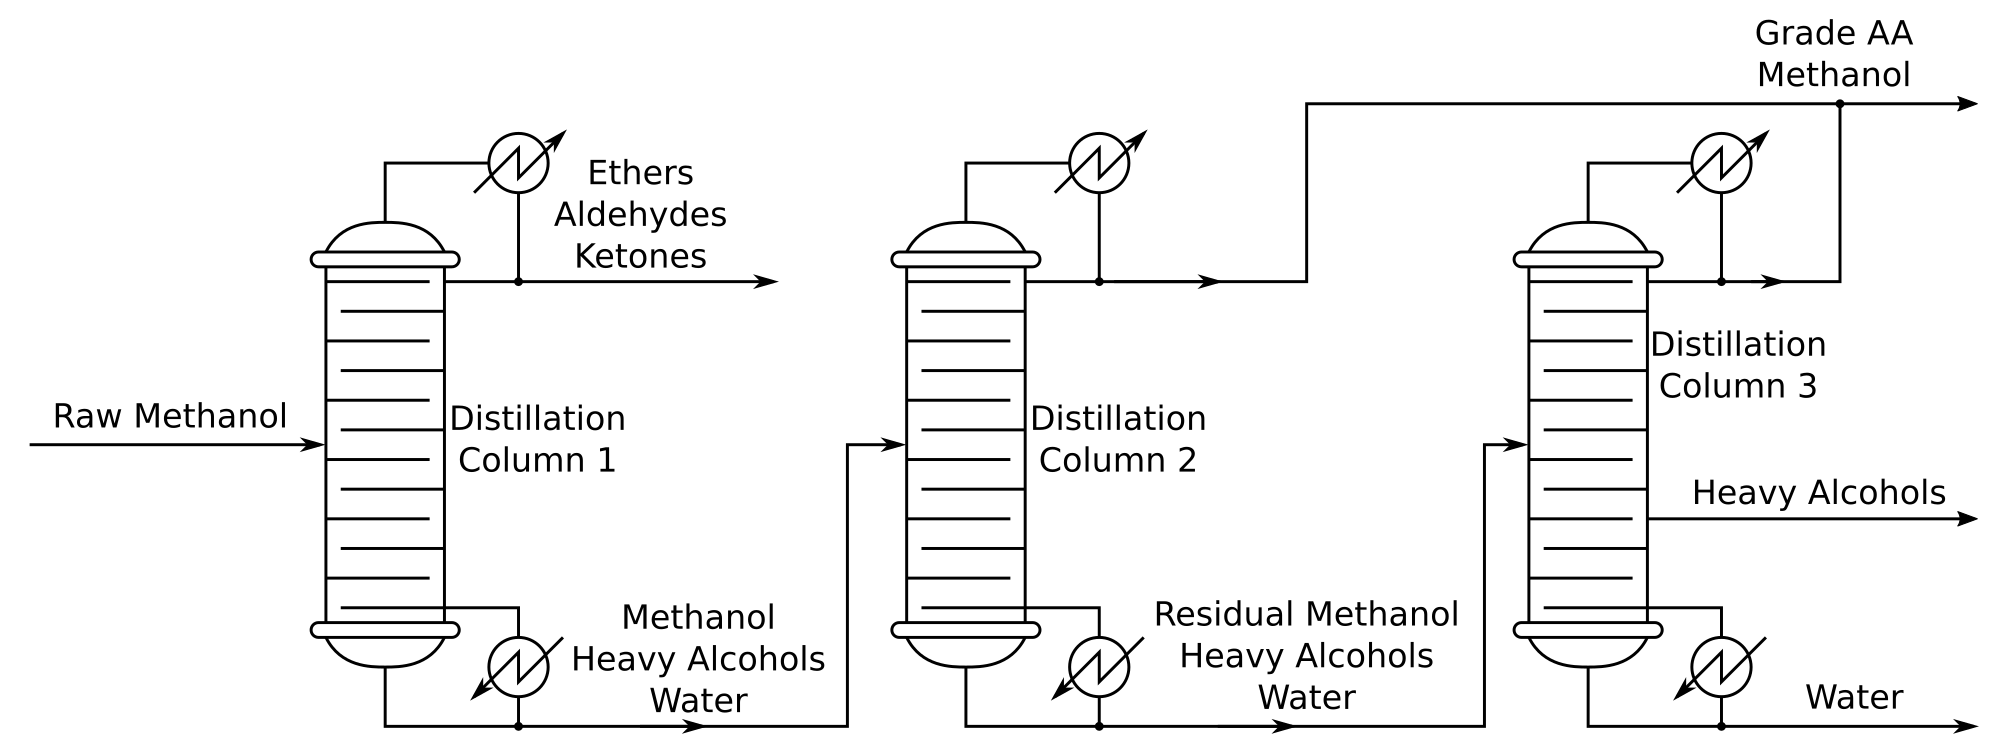 Grade AA
Methanol
Ethers
Aldehydes
Ketones
Raw Methanol
Distillation
Column 1
Distillation
Column 2
Distillation
Column 3
Heavy Alcohols
Methanol
Heavy Alcohols
Water
Residual Methanol
Heavy Alcohols
Water
Water